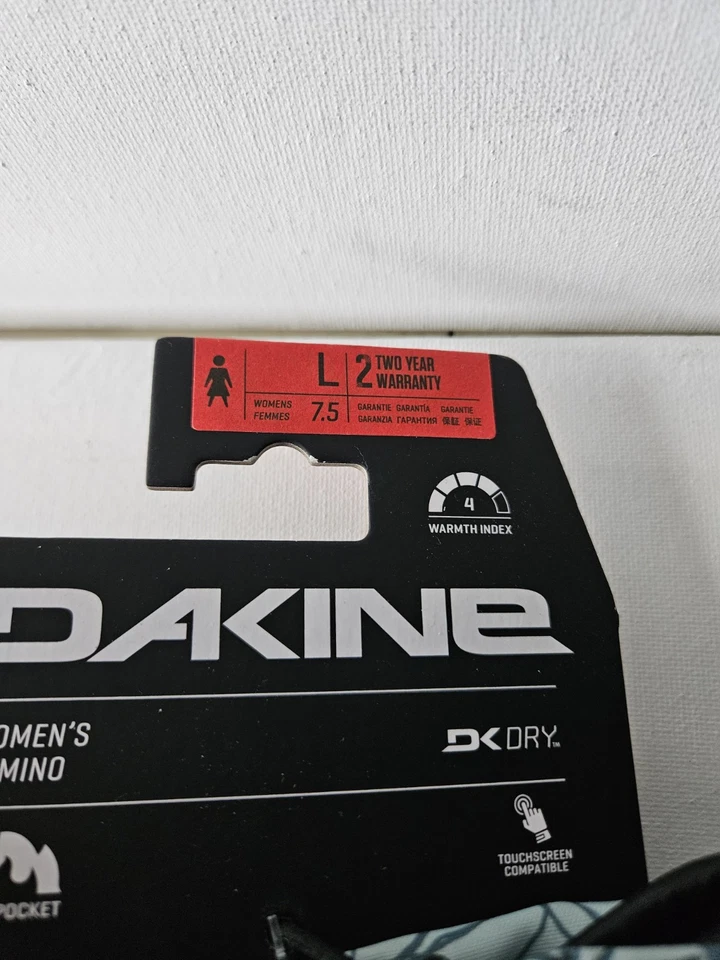 L
WOMENS
FEMMES
7.5
2 TWO YEAR
WARRANTY
GARANTIE GARANTÍA GARANTIE
GARANZIA ГАРАНТИЯ 保証 保证
4
WARMTH INDEX
DAKINE
OMEN'S
MINO
DK DRY™
TOUCHSCREEN
COMPATIBLE
POCKET